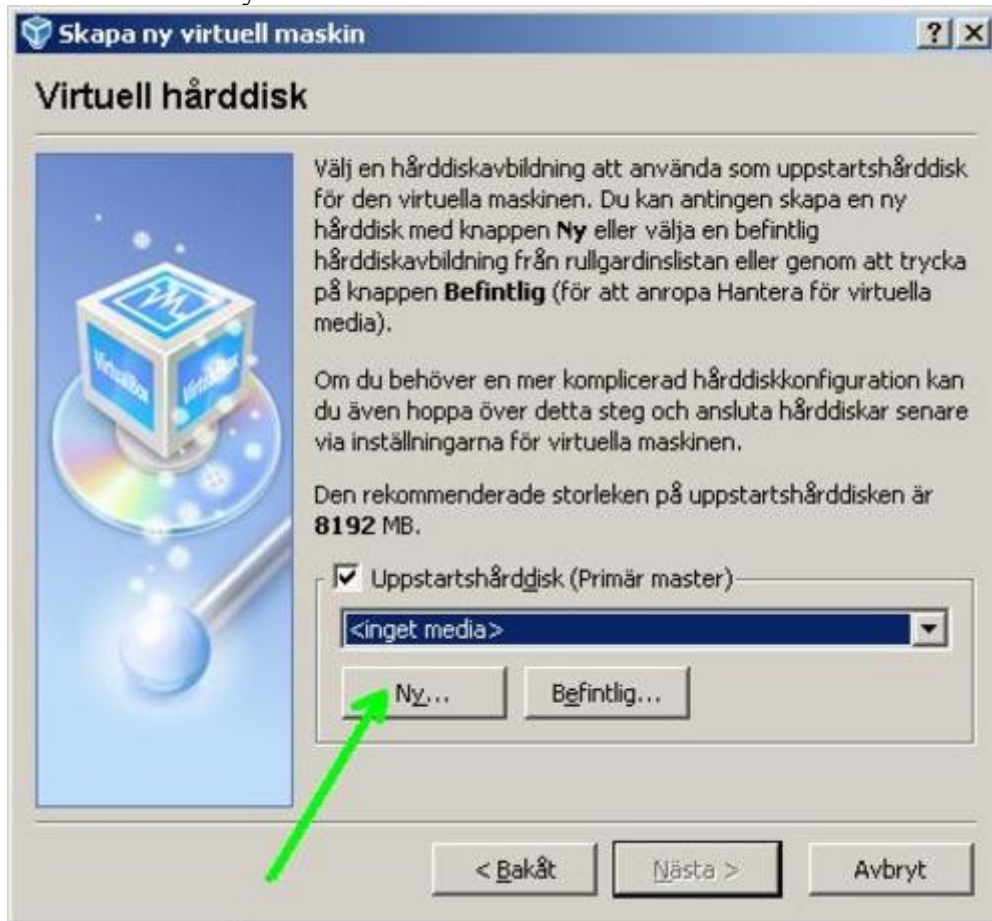 Skapa ny virtuell maskin
Virtuell hårddisk
Välj en hårddiskavbildning att använda som uppstartshårddisk
för den virtuella maskinen. Du kan antingen skapa en ny
hårddisk med knappen Ny eller välja en befintlig
hårddiskavbildning från rullgardinslistan eller genom att trycka
på knappen Befintlig (för att anropa Hantera för virtuella
media).
Om du behöver en mer komplicerad hårddiskkonfiguration kan
du även hoppa över detta steg och ansluta hårddiskar senare
via inställningarna för virtuella maskinen.
Den rekommenderade storleken på uppstartshårddisken är
8192 MB.
Uppstartshårddisk (Primär master)
<inget media>
Ny... Befintlig...
VirtualBox VirtualBox
< Bakåt Nästa > Avbryt